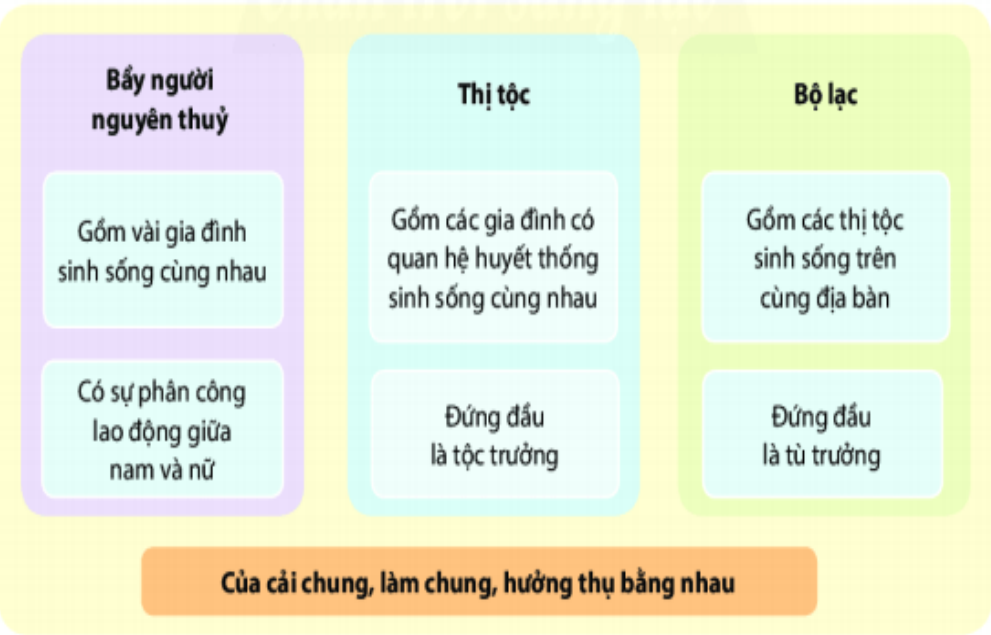 Bầy người
nguyên thuỷ
Gồm vài gia đình
sinh sống cùng nhau
Có sự phân công
lao động giữa
nam và nữ
Thị tộc
Gồm các gia đình có
quan hệ huyết thống
sinh sống cùng nhau
Đứng đầu
là tộc trưởng
Bộ lạc
Gồm các thị tộc
sinh sống trên
cùng địa bàn
Đứng đầu
là tù trưởng
Của cải chung, làm chung, hưởng thụ bằng nhau